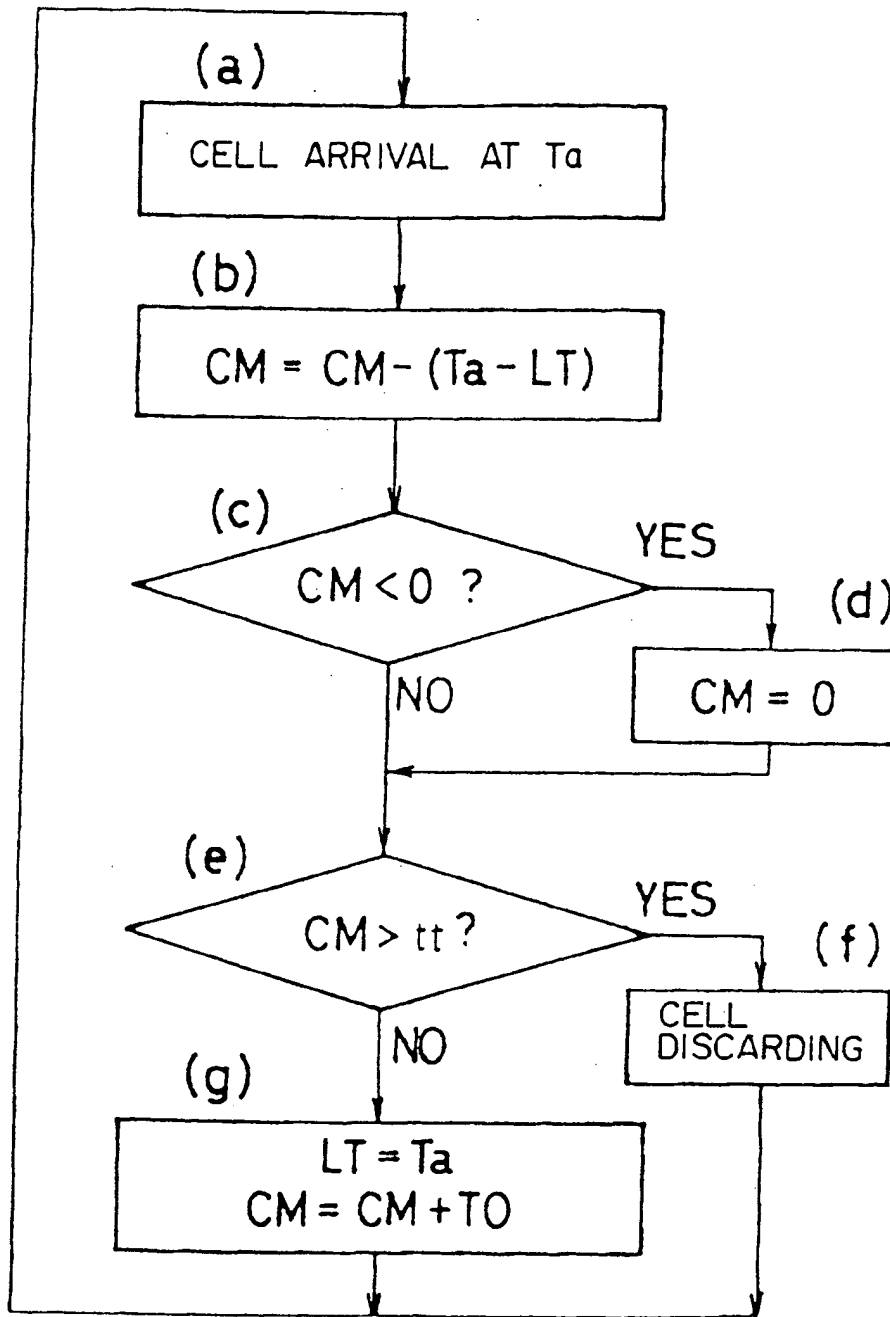 (a)
CELL ARRIVAL AT Ta
(b)
CM = CM - (Ta - LT)
(c)
CM < 0 ?
YES
NO
(d)
CM = 0
(e)
CM > tt ?
YES
NO
(f)
CELL
DISCARDING
(g)
LT = Ta
CM = CM + TO